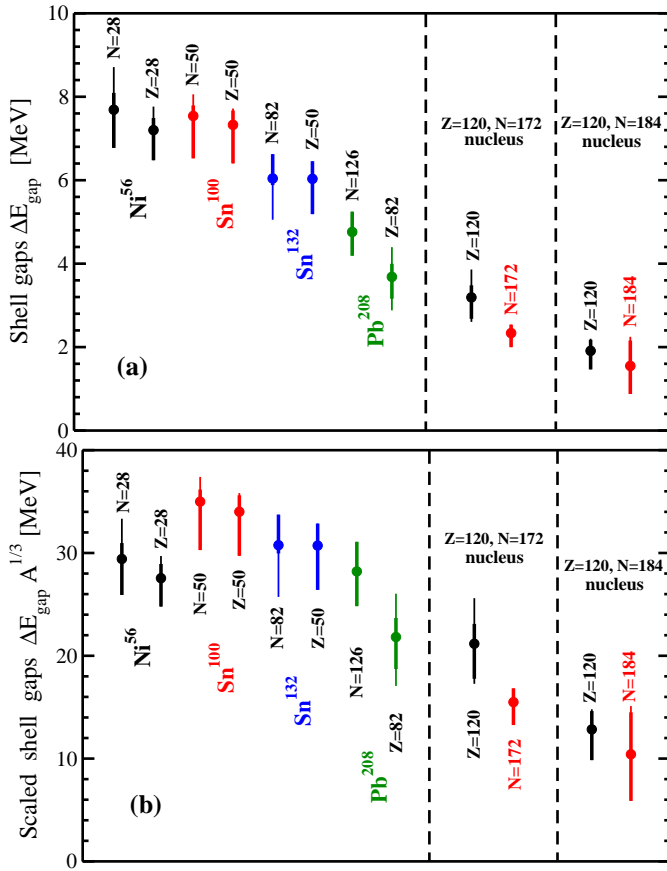 Shell gaps ΔE_gap [MeV]
10
8
6
4
2
0
N=28
Z=28
N=50
Z=50
N=82
Z=50
N=126
Z=82
Ni^56
Sn^100
Sn^132
Pb^208
Z=120, N=172
nucleus
Z=120
N=172
Z=120, N=184
nucleus
Z=120
N=184
(a)
Scaled shell gaps ΔE_gap A^1/3 [MeV]
40
30
20
10
0
N=28
Z=28
N=50
Z=50
N=82
Z=50
N=126
Z=82
Ni^56
Sn^100
Sn^132
Pb^208
Z=120, N=172
nucleus
Z=120
N=172
Z=120, N=184
nucleus
Z=120
N=184
(b)